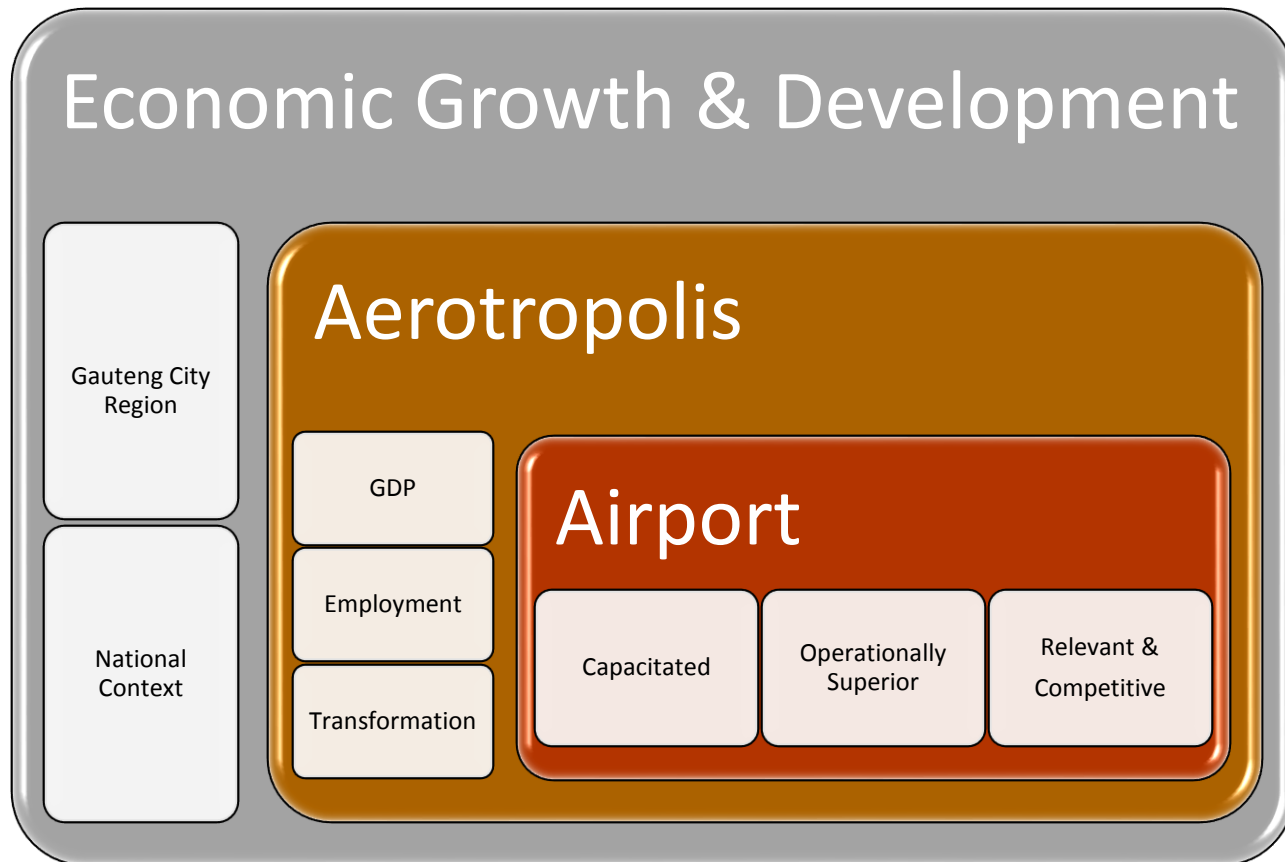 Economic Growth & Development
Gauteng City
Region
National
Context
Aerotropolis
GDP
Employment
Transformation
Airport
Capacitated
Operationally
Superior
Relevant &
Competitive